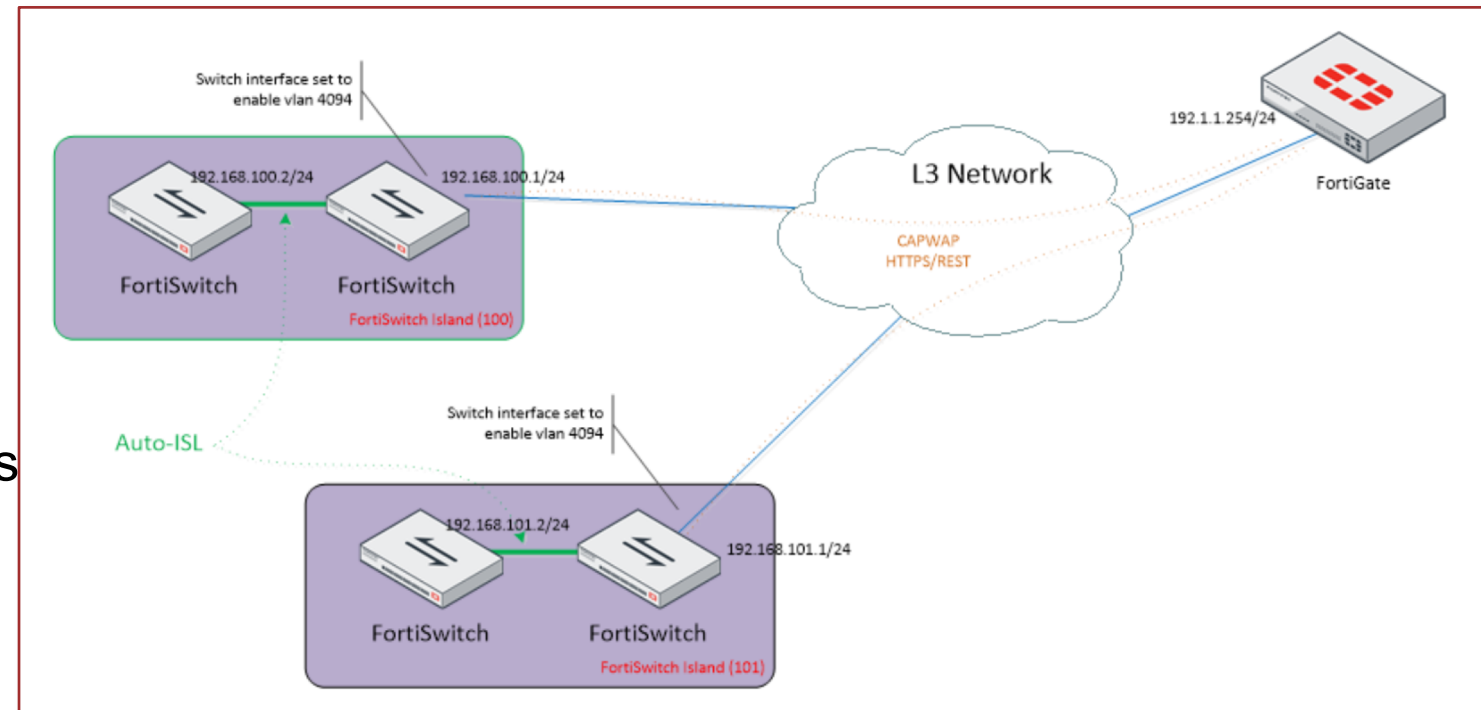 Switch interface set to
enable vlan 4094
192.168.100.2/24
192.168.100.1/24
FortiSwitch
FortiSwitch
FortiSwitch Island (100)
L3 Network
CAPWAP
HTTPS/REST
192.1.1.254/24
FortiGate
Auto-ISL
s
Switch interface set to
enable vlan 4094
192.168.101.2/24
192.168.101.1/24
FortiSwitch
FortiSwitch
FortiSwitch Island (101)